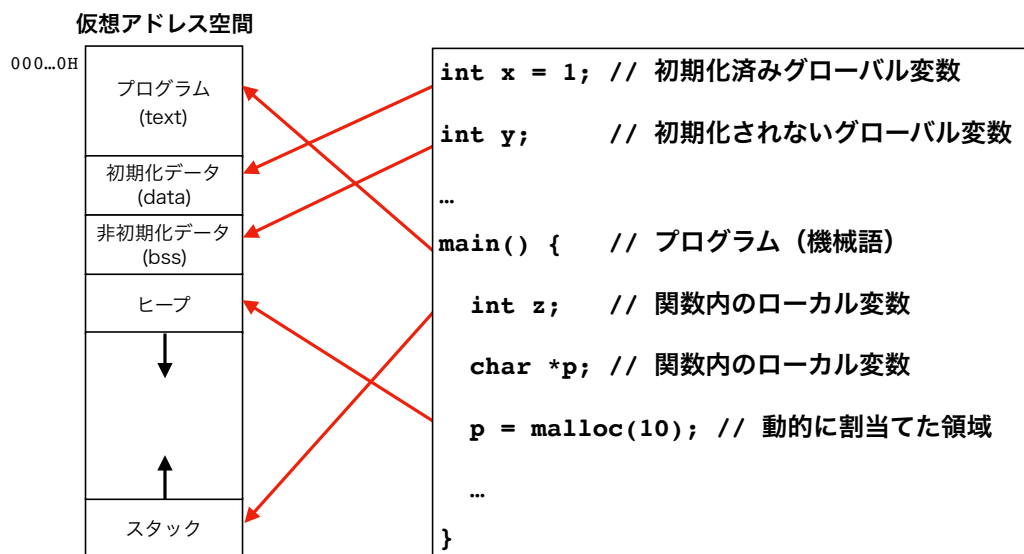 仮想アドレス空間
000…0H
プログラム
(text)
初期化データ
(data)
非初期化データ
(bss)
ヒープ
スタック
int x = 1; // 初期化済みグローバル変数
int y; // 初期化されないグローバル変数
…
main() { // プログラム（機械語）
int z; // 関数内のローカル変数
char *p; // 関数内のローカル変数
p = malloc(10); // 動的に割当てた領域
…
}